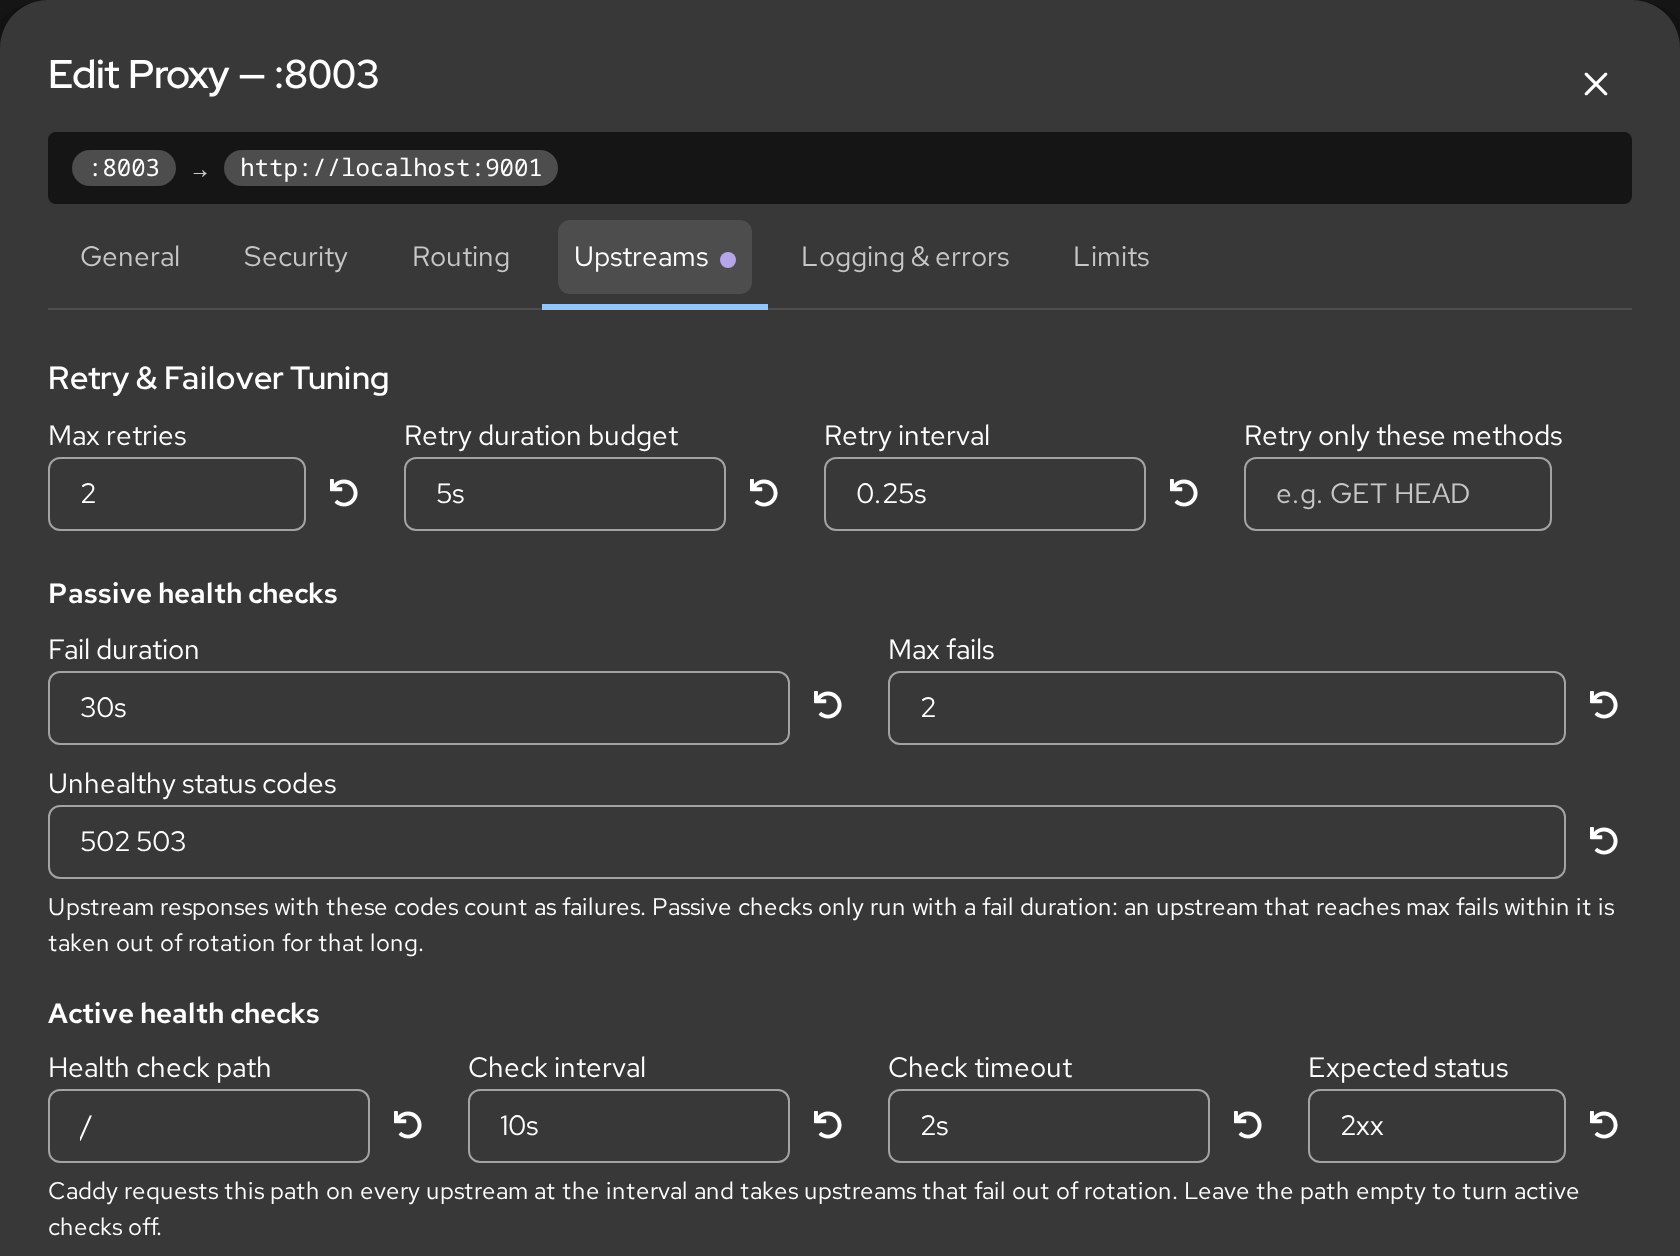 Edit Proxy – :8003
:8003 → http://localhost:9001
General Security Routing Upstreams Logging & errors Limits
Retry & Failover Tuning
Max retries Retry duration budget Retry interval Retry only these methods
2 5s 0.25s e.g. GET HEAD
Passive health checks
Fail duration Max fails
30s 2
Unhealthy status codes
502 503
Upstream responses with these codes count as failures. Passive checks only run with a fail duration: an upstream that reaches max fails within it is
taken out of rotation for that long.
Active health checks
Health check path Check interval Check timeout Expected status
/ 10s 2s 2xx
Caddy requests this path on every upstream at the interval and takes upstreams that fail out of rotation. Leave the path empty to turn active
checks off.